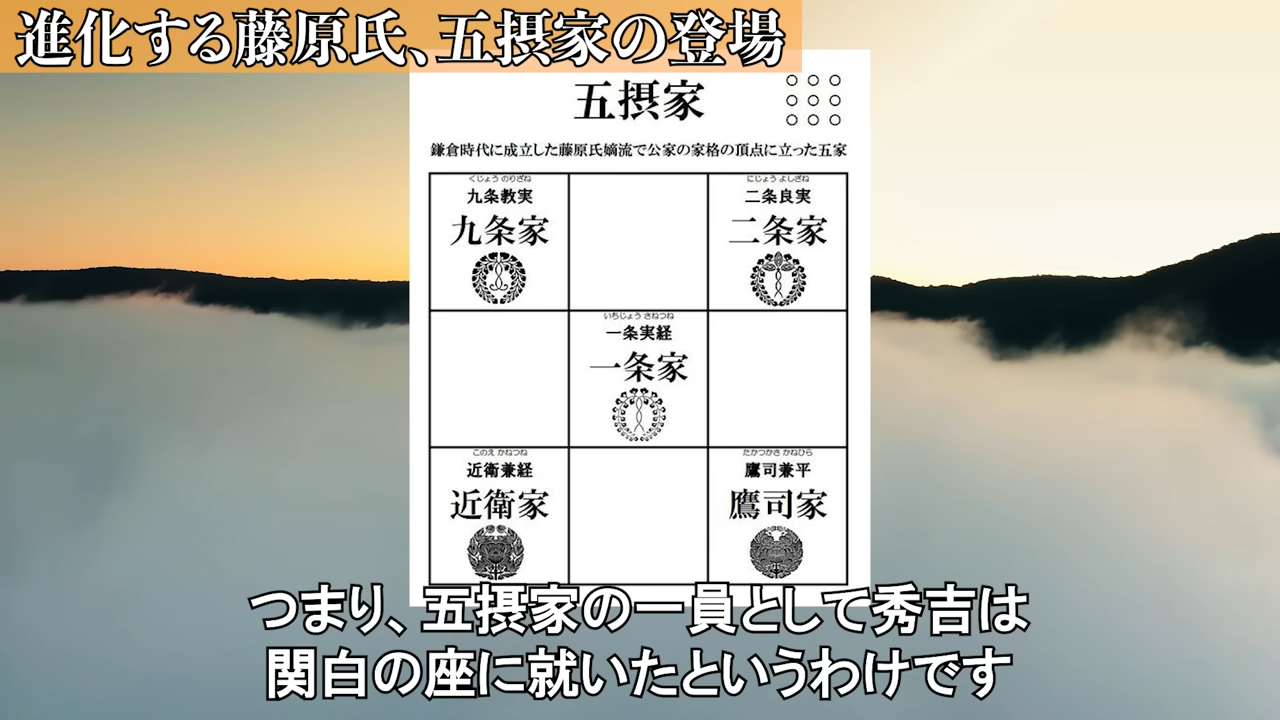 進化する藤原氏、五摂家の登場
五摂家
鎌倉時代に成立した藤原氏嫡流で公家の家格の頂点に立った五家
くじょう のりざね
九条教実
九条家
にじょう よしざね
二条良実
二条家
いちじょう さねつね
一条実経
一条家
このえ かねつね
近衛兼経
近衛家
たかつかさ かねひら
鷹司兼平
鷹司家
つまり、五摂家の一員として秀吉は
関白の座に就いたというわけです